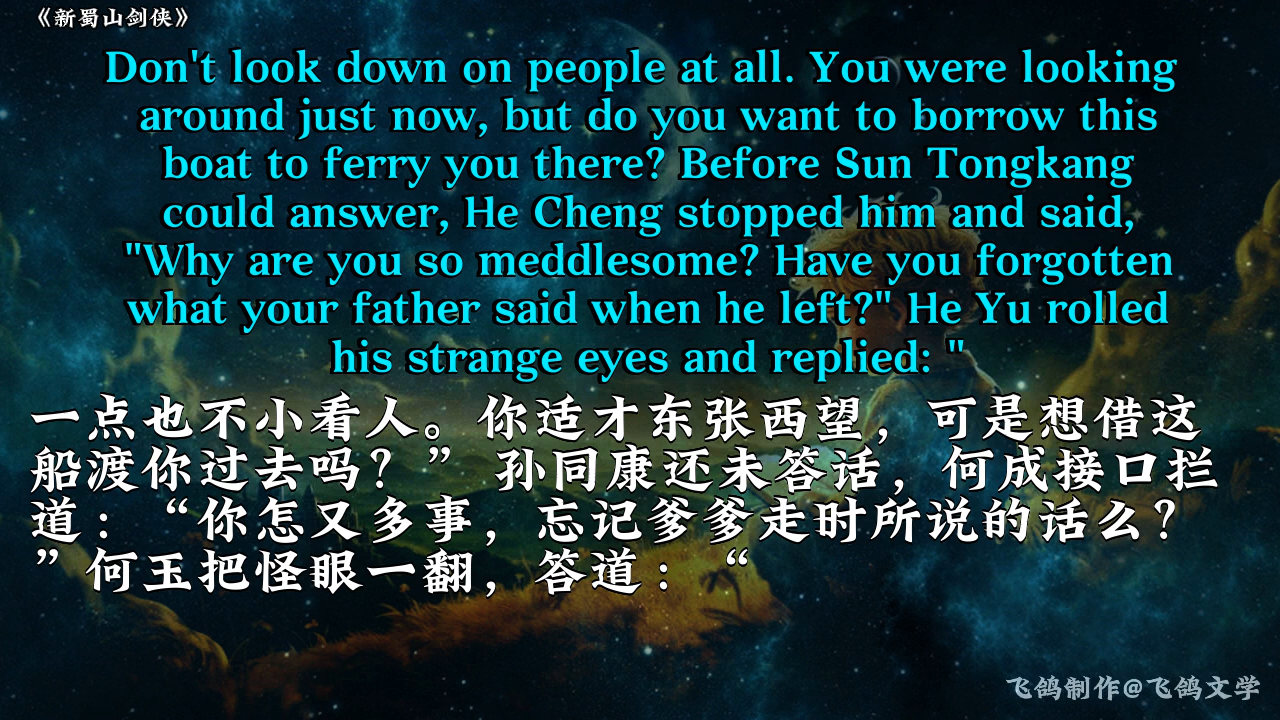 《新蜀山剑侠》
Don't look down on people at all. You were looking
around just now, but do you want to borrow this
boat to ferry you there? Before Sun Tongkang
could answer, He Cheng stopped him and said,
"Why are you so meddlesome? Have you forgotten
what your father said when he left?" He Yu rolled
his strange eyes and replied: "
一点也不小看人。你适才东张西望，可是想借这
船渡你过去吗？” 孙同康还未答话，何成接口拦
道：“你怎又多事，忘记爹爹走时所说的话么？
”何玉把怪眼一翻，答道：“
飞鸽制作@飞鸽文学